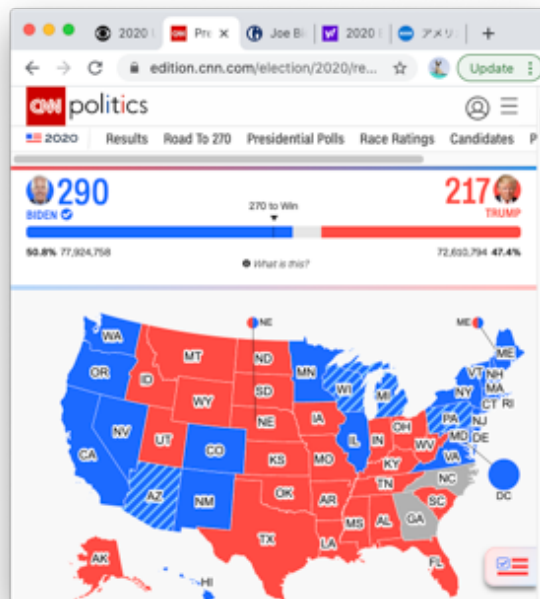 2020
Pre
Joe Bi
2020
アメリ
edition.cnn.com/election/2020/re...
Update
CNN politics
2020 Results Road To 270 Presidential Polls Race Ratings Candidates P
290
217
BIDEN
270 to Win
TRUMP
50.8% 77,924,758
72,610,794 47.4%
What is this?
NE
ME
WA
MT
ND
MN
ME
VT NH
OR
ID
SD
WI
MI
NY
MA
WY
CT RI
IA
PA
NJ
NV
NE
OH
MD DE
UT
IL
IN
CA
CO
WV
VA
KS
MO
KY
NC
AZ
OK
TN
NM
AR
SC
DC
MS
AL
GA
TX
LA
AK
FL
HI